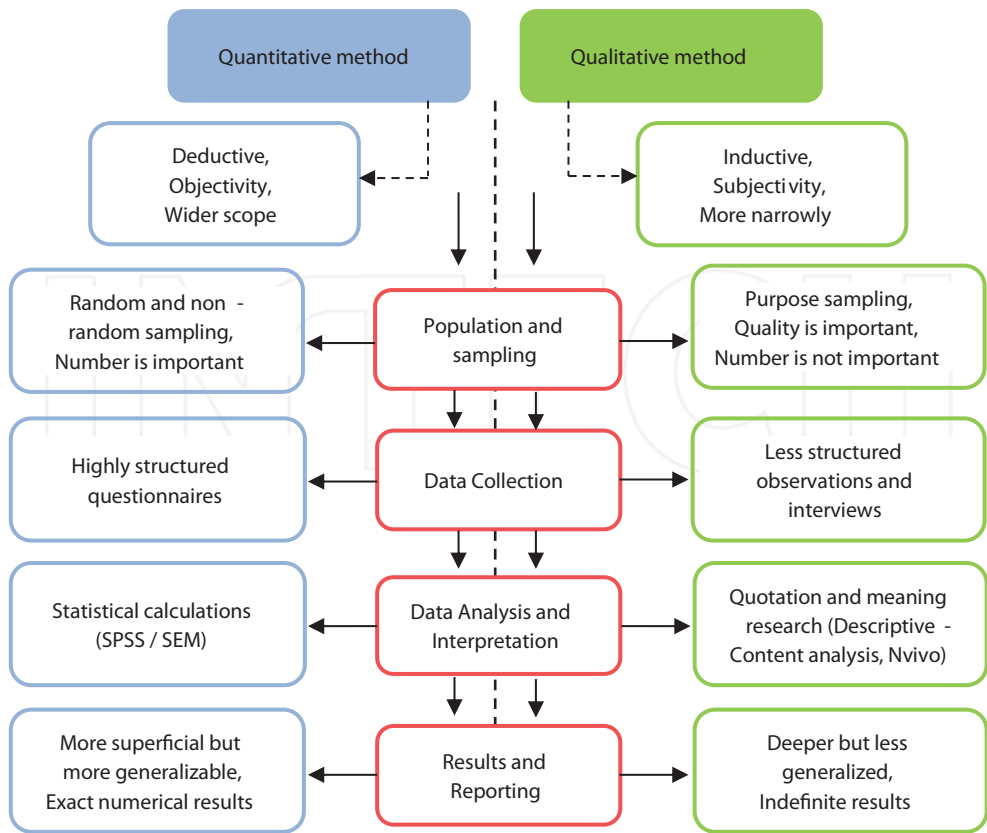 Quantitative method
Qualitative method
Deductive,
Objectivity,
Wider scope
Inductive,
Subjectivity,
More narrowly
Random and non -
random sampling,
Number is important
Population and
sampling
Purpose sampling,
Quality is important,
Number is not important
Highly structured
questionnaires
Data Collection
Less structured
observations and
interviews
Statistical calculations
(SPSS / SEM)
Data Analysis and
Interpretation
Quotation and meaning
research (Descriptive -
Content analysis, Nvivo)
More superficial but
more generalizable,
Exact numerical results
Results and
Reporting
Deeper but less
generalized,
Indefinite results
INTECH